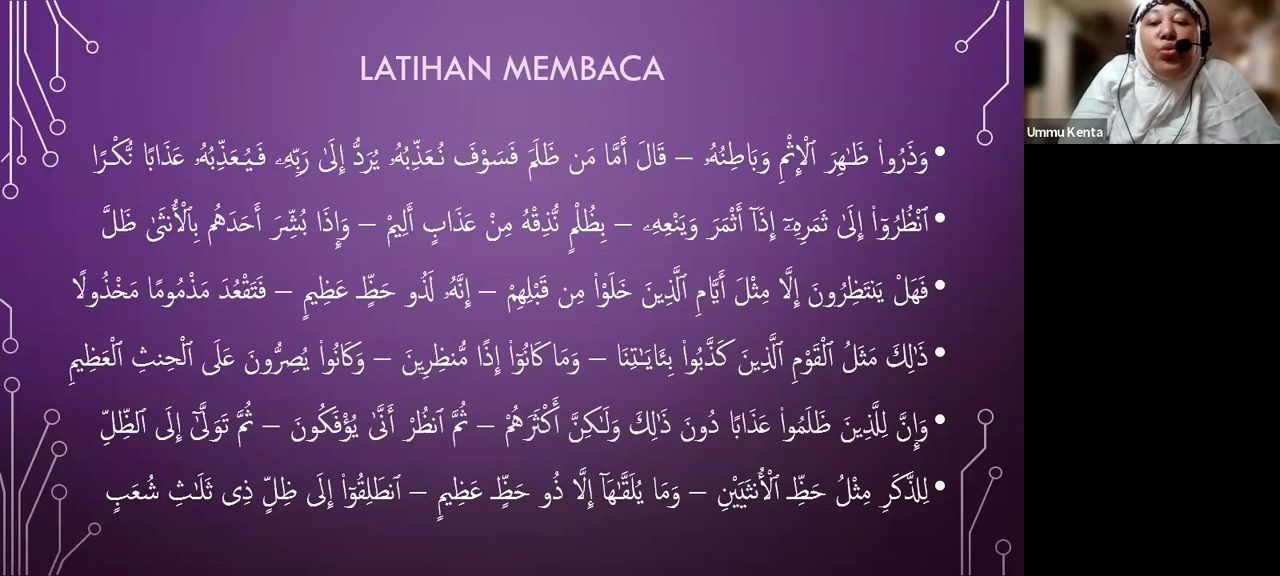 LATIHAN MEMBACA
Ummu Kenta
• وَذَرُوا۟ ظَـٰهِرَ ٱلْإِثْمِ وَبَاطِنَهُۥ – قَالَ أَمَّا مَن ظَلَمَ فَسَوْفَ نُعَذِّبُهُۥ يُرَدُّ إِلَىٰ رَبِّهِۦ فَيُعَذِّبُهُۥ عَذَابًا نُّكْرًا
• ٱنْظُرُوٓا۟ إِلَىٰ ثَمَرِهِۦٓ إِذَآ أَثْمَرَ وَيَنْعِهِۦ – بِظُلْمٍ نُّذِقْهُ مِنْ عَذَابٍ أَلِيمْ – وَإِذَا بُشِّرَ أَحَدَهُم بِٱلْأُنثَىٰ ظَلَّ
• فَهَلْ يَنتَظِرُونَ إِلَّا مِثْلَ أَيَّامِ ٱلَّذِينَ خَلَوْا۟ مِن قَبْلِهِمْ – إِنَّهُۥ لَذُو حَظٍّ عَظِيمٍ – فَتَقْعُدَ مَذْمُومًا مَخْذُولًا
• ذَٰلِكَ مَثَلُ ٱلْقَوْمِ ٱلَّذِينَ كَذَّبُوا۟ بِـَٔايَـٰتِنَا – وَمَا كَانُوٓا۟ إِذًا مُّنظَرِينَ – وَكَانُوا۟ يُصِرُّونَ عَلَى ٱلْحِنثِ ٱلْعَظِيمِ
• وَإِنَّ لِلَّذِينَ ظَلَمُوا۟ عَذَابًا دُونَ ذَٰلِكَ وَلَـٰكِنَّ أَكْثَرَهُمْ – ثُمَّ ٱنظُرْ أَنَّىٰ يُؤْفَكُونَ – ثُمَّ تَوَلَّىٰٓ إِلَى ٱلظِّلِّ
• لِلذَّكَرِ مِثْلُ حَظِّ ٱلْأُنثَيَيْنِ – وَمَا يُلَقَّـٰهَآ إِلَّا ذُو حَظٍّ عَظِيمٍ – ٱنطَلِقُوٓا۟ إِلَى ظِلٍّ ذِى ثَلَـٰثِ شُعَبٍ